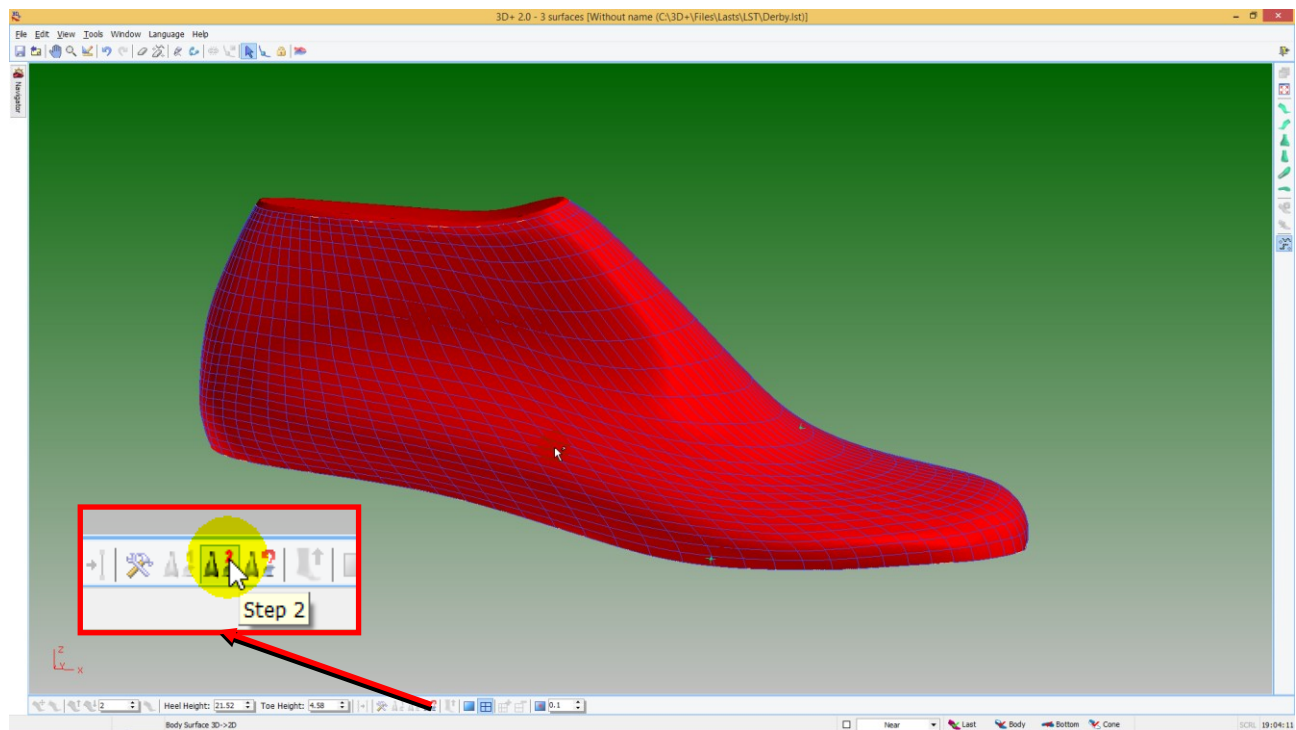 3D+ 2.0 - 3 surfaces [Without name (C:\3D+\Files\Lasts\LST\Derby.lst)]
File Edit View Tools Window Language Help
Navigator
Step 2
Z
Y X
2 Heel Height: 21.52 Toe Height: 4.58 0.1
Body Surface 3D->2D Near Last Body Bottom Cone SCRL 19:04:11